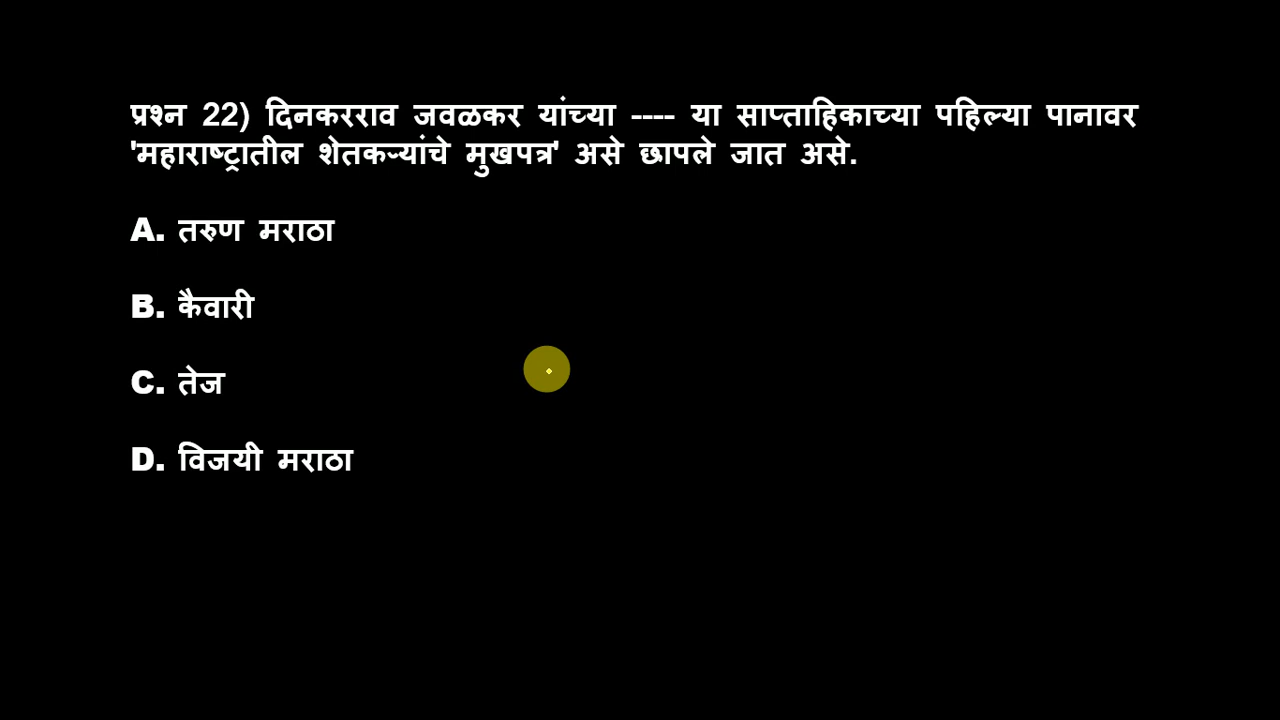 प्रश्न 22) दिनकरराव जवळकर यांच्या ---- या साप्ताहिकाच्या पहिल्या पानावर
'महाराष्ट्रातील शेतकऱ्यांचे मुखपत्र' असे छापले जात असे.
A. तरुण मराठा
B. कैवारी
C. तेज
D. विजयी मराठा